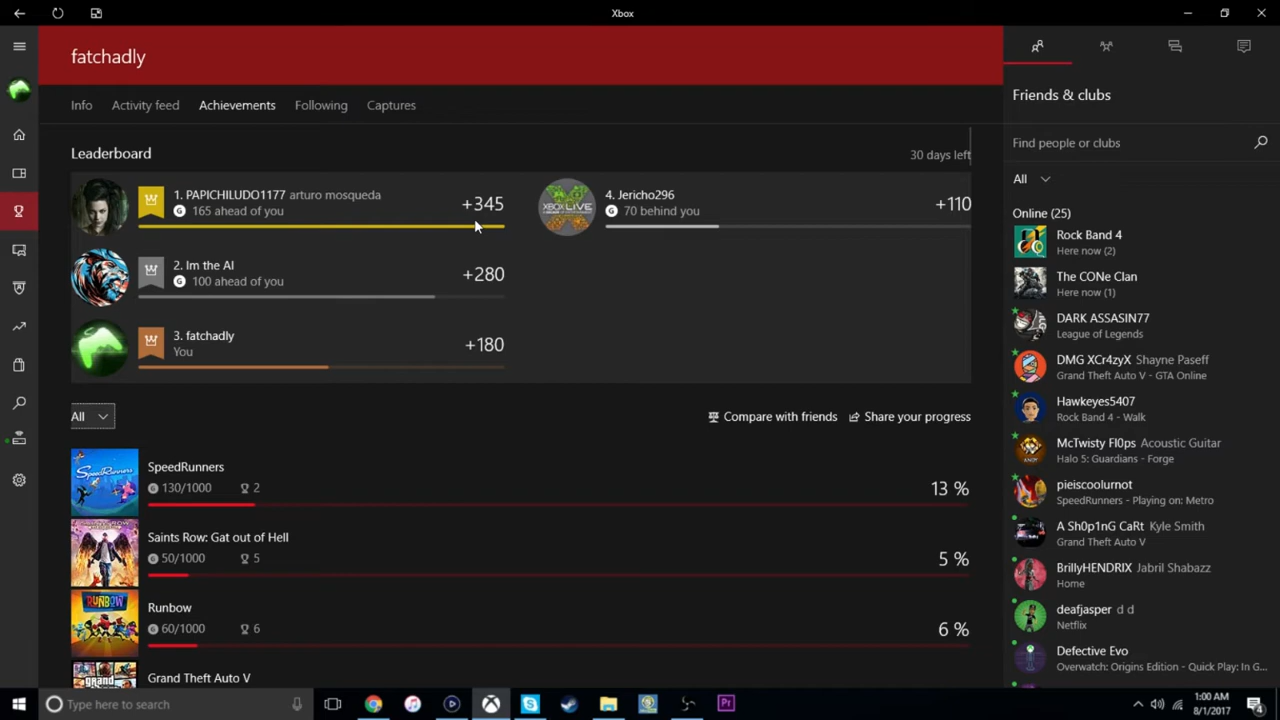 Xbox
fatchadly
Info Activity feed Achievements Following Captures
Leaderboard
30 days left
1. PAPICHILUDO1177 arturo mosqueda
G 165 ahead of you
+345
2. Im the AI
G 100 ahead of you
+280
3. fatchadly
You
+180
4. Jericho296
G 70 behind you
+110
XBOX LIVE
All
Compare with friends Share your progress
SpeedRunners
SpeedRunners
G 130/1000 2
13 %
Saints Row: Gat out of Hell
G 50/1000 5
5 %
RUNBOW
Runbow
G 60/1000 6
6 %
grand
Grand Theft Auto V
Friends & clubs
Find people or clubs
All
Online (25)
Rock Band 4
Here now (2)
The CONe Clan
Here now (1)
DARK ASSASIN77
League of Legends
DMG XCr4zyX Shayne Paseff
Grand Theft Auto V - GTA Online
Hawkeyes5407
Rock Band 4 - Walk
McTwisty Fl0ps Acoustic Guitar
Halo 5: Guardians - Forge
pieiscoolurnot
SpeedRunners - Playing on: Metro
A Sh0p1nG CaRt Kyle Smith
Grand Theft Auto V
BrillyHENDRIX Jabril Shabazz
Home
deafjasper d d
Netflix
Defective Evo
Overwatch: Origins Edition - Quick Play: In G...
Type here to search
Pr
1:00 AM
8/1/2017
4